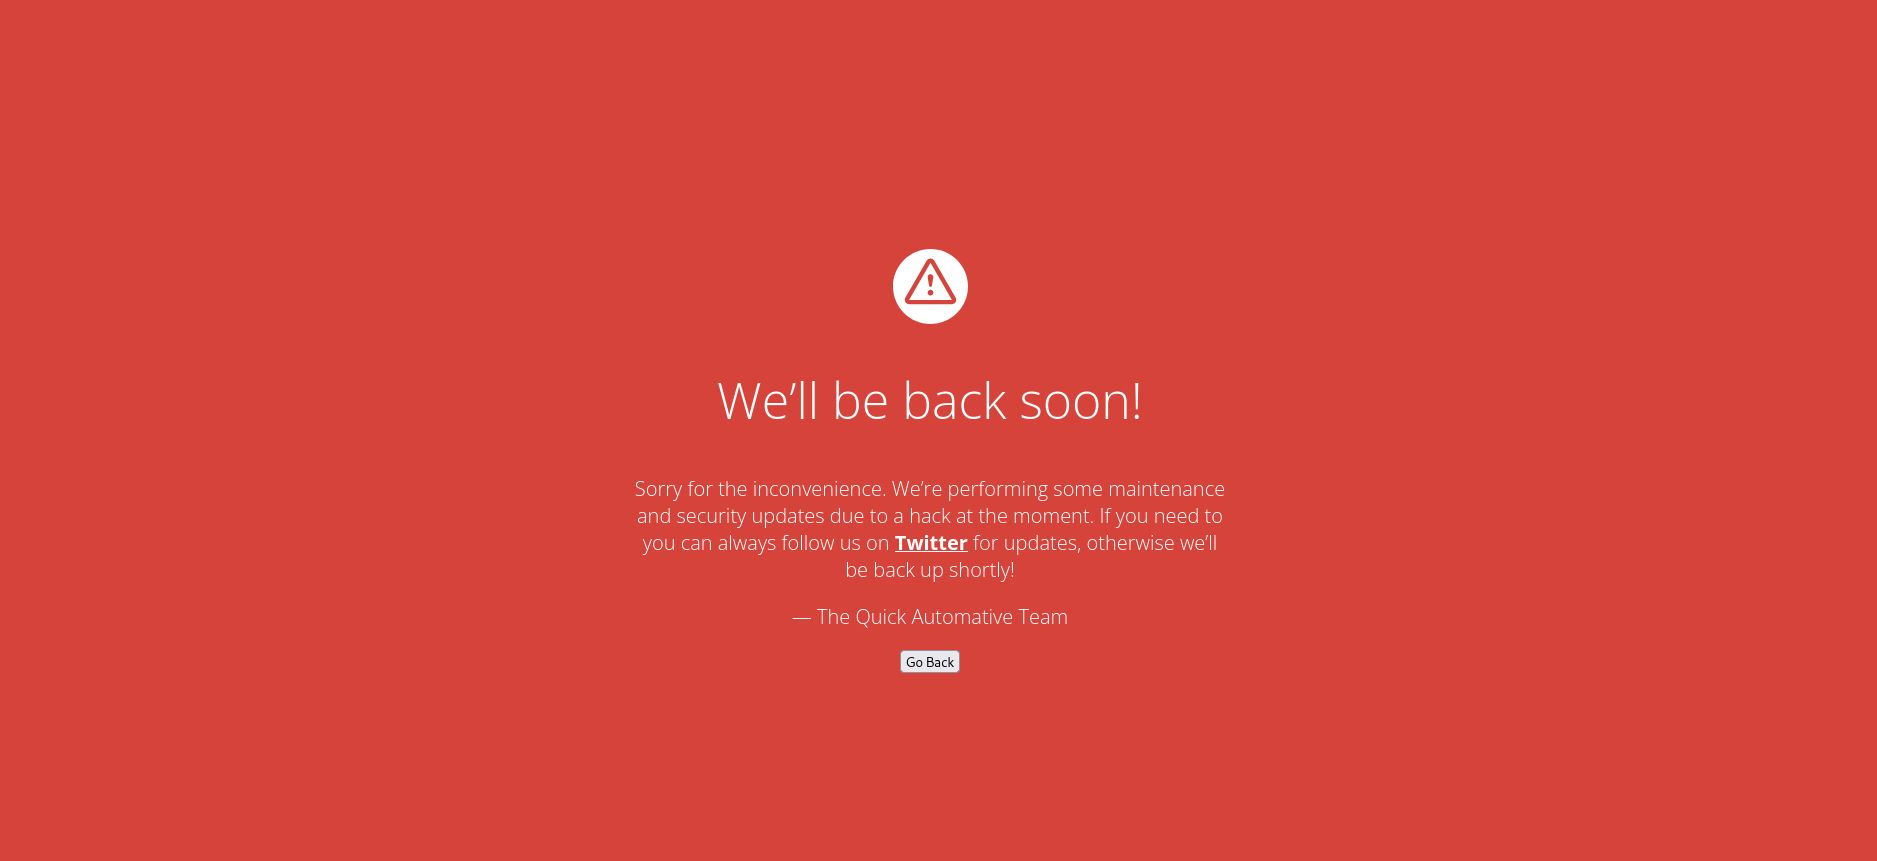 We’ll be back soon!
Sorry for the inconvenience. We’re performing some maintenance
and security updates due to a hack at the moment. If you need to
you can always follow us on Twitter for updates, otherwise we’ll
be back up shortly!
— The Quick Automative Team
Go Back